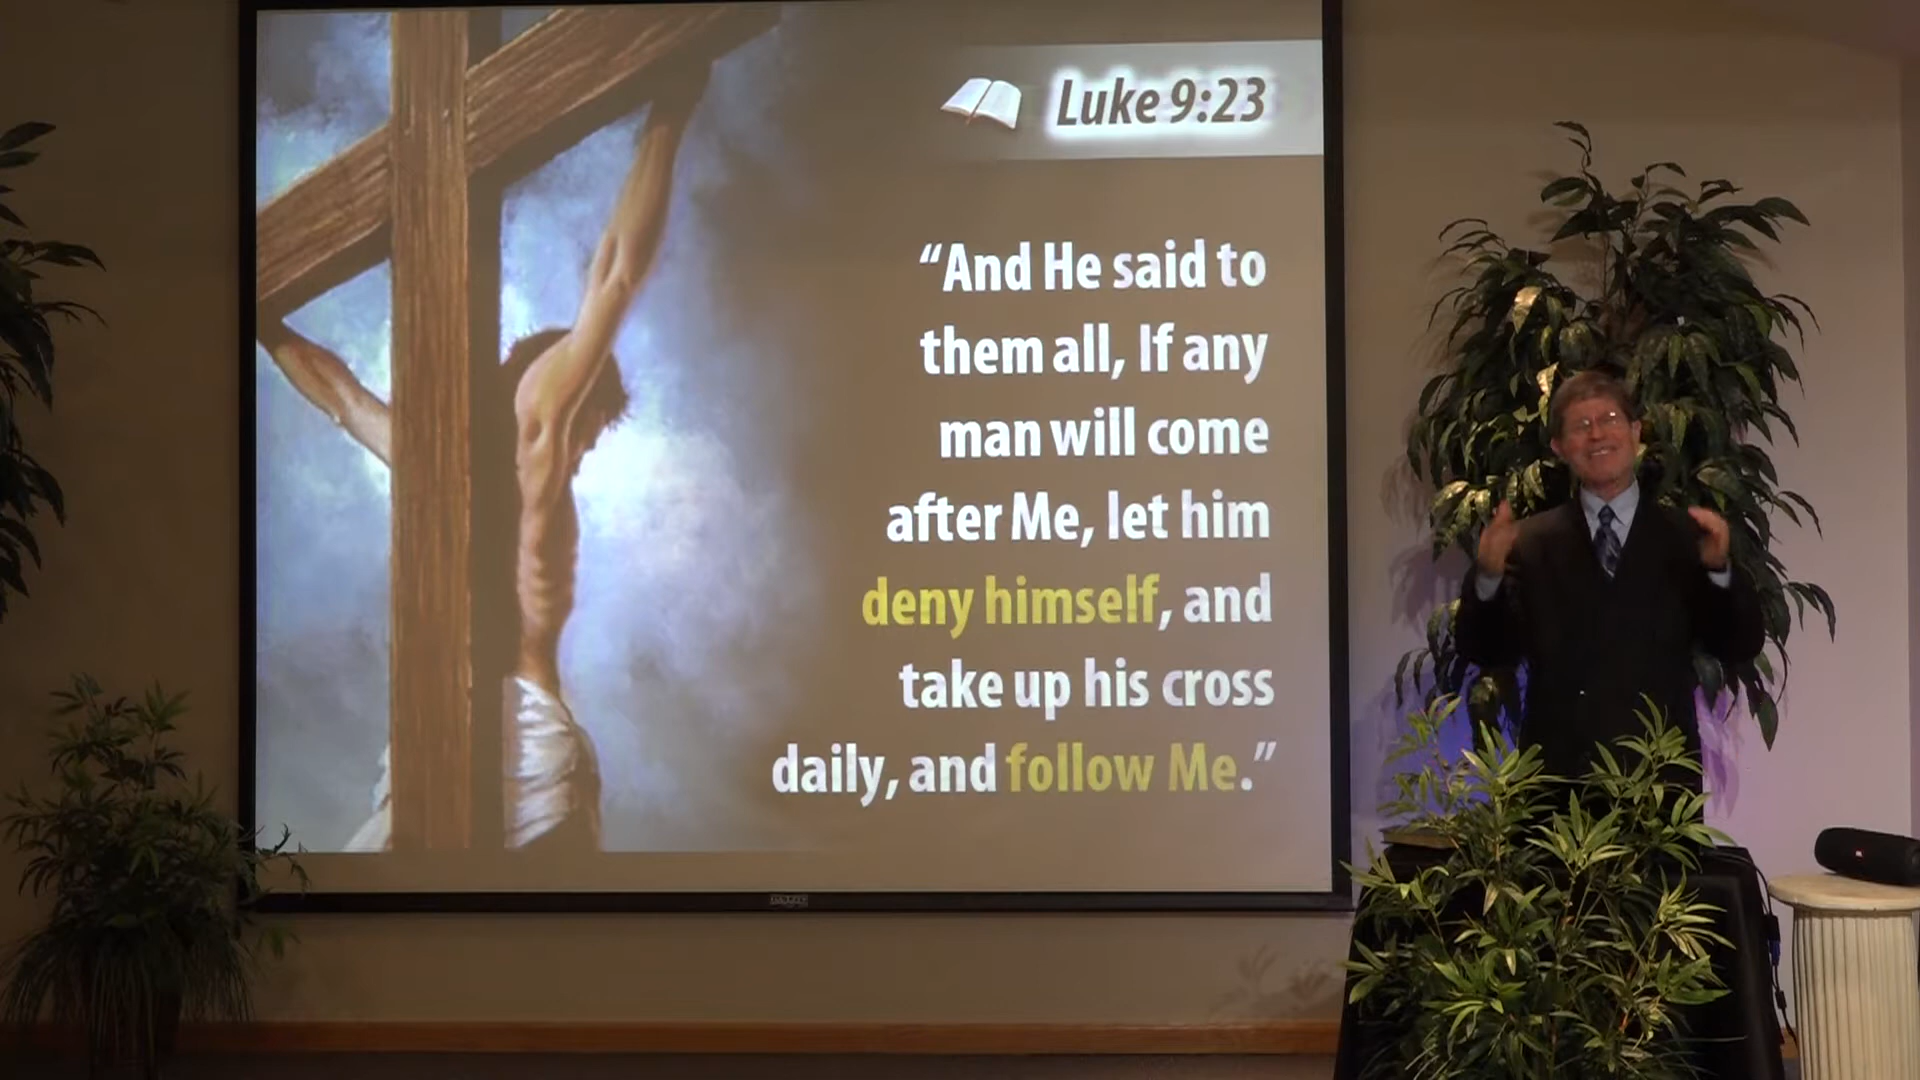 Luke 9:23
“And He said to
them all, If any
man will come
after Me, let him
deny himself, and
take up his cross
daily, and follow Me.”
JBL